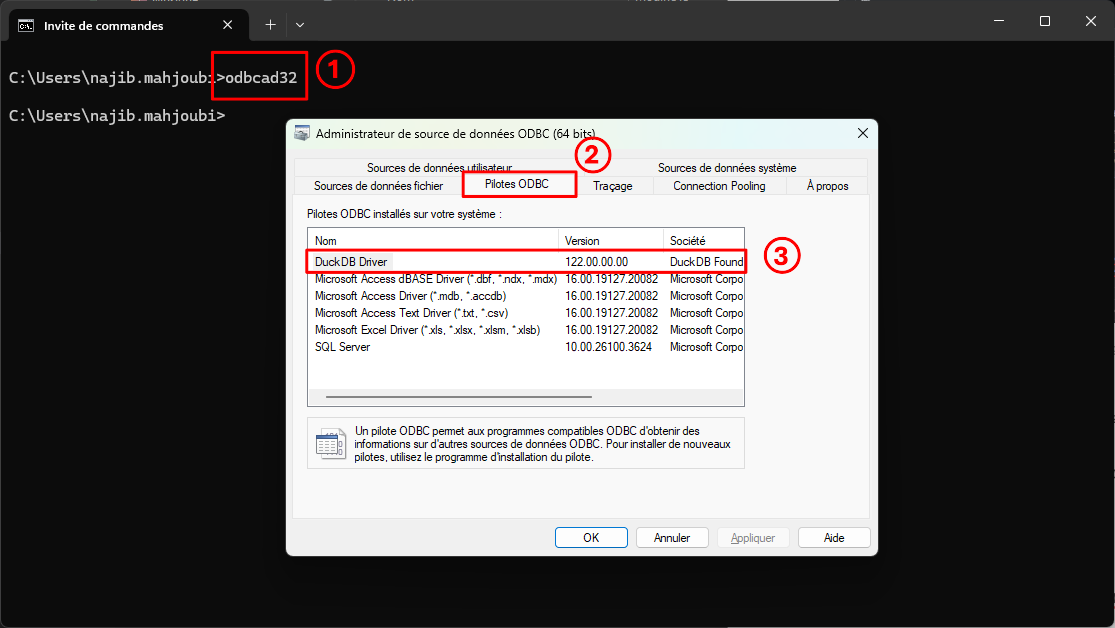 Invite de commandes
C:\Users\najib.mahjoubi>odbcad32
1
C:\Users\najib.mahjoubi>
Administrateur de source de données ODBC (64 bits)
2
Sources de données utilisateur
Sources de données système
Sources de données fichier
Pilotes ODBC
Traçage
Connection Pooling
À propos
Pilotes ODBC installés sur votre système :
Nom Version Société
DuckDB Driver 122.00.00.00 DuckDB Found
3
Microsoft Access dBASE Driver (*.dbf, *.ndx, *.mdx) 16.00.19127.20082 Microsoft Corpo
Microsoft Access Driver (*.mdb, *.accdb) 16.00.19127.20082 Microsoft Corpo
Microsoft Access Text Driver (*.txt, *.csv) 16.00.19127.20082 Microsoft Corpo
Microsoft Excel Driver (*.xls, *.xlsx, *.xlsm, *.xlsb) 16.00.19127.20082 Microsoft Corpo
SQL Server 10.00.26100.3624 Microsoft Corpo
Un pilote ODBC permet aux programmes compatibles ODBC d'obtenir des
informations sur d'autres sources de données ODBC. Pour installer de nouveaux
pilotes, utilisez le programme d'installation du pilote.
OK
Annuler
Appliquer
Aide